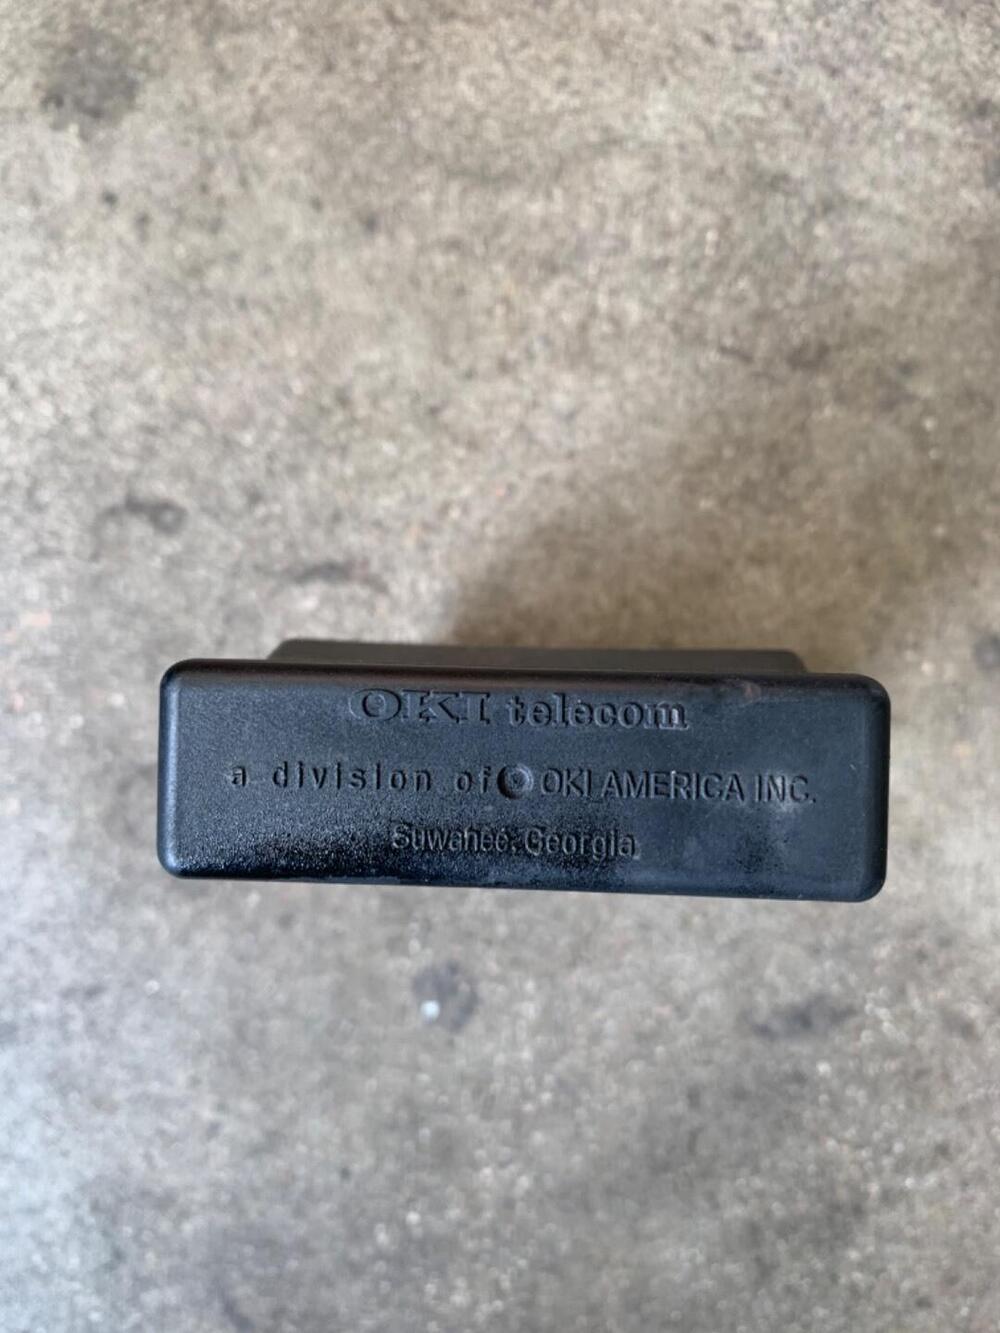 OKI telecom
a division of OKI AMERICA INC.
Suwanee, Georgia